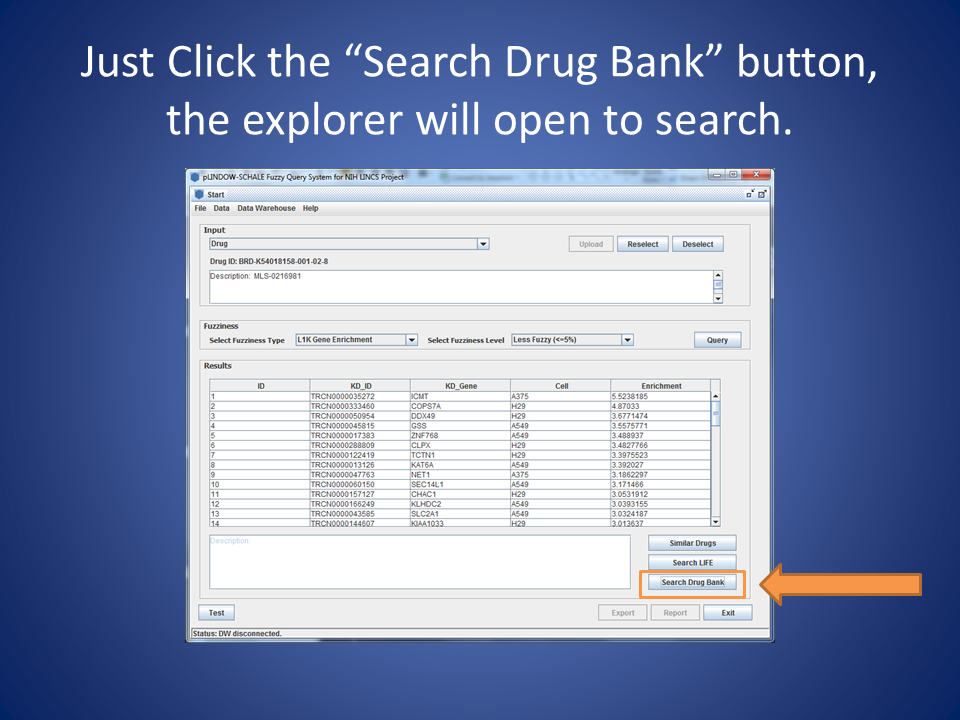 Just Click the “Search Drug Bank” button,
the explorer will open to search.
pLINDOW-SCHALE Fuzzy Query System for NIH LINCS Project
Start
File Data Data Warehouse Help
Input
Drug Upload Reselect Deselect
Drug ID: BRD-K54018158-001-02-8
Description: MLS-0216981
Fuzziness
Select Fuzziness Type L1K Gene Enrichment Select Fuzziness Level Less Fuzzy (<=5%) Query
Results
ID KD_ID KD_Gene Cell Enrichment
1 TRCN0000035272 ICMT A375 5.5238185
2 TRCN0000333460 COPS7A H29 4.87033
3 TRCN0000050954 DDX49 H29 3.6771474
4 TRCN0000045815 GSS A549 3.5575771
5 TRCN0000017383 ZNF768 A549 3.488937
6 TRCN0000288809 CLPX H29 3.4827766
7 TRCN0000122419 TCTN1 H29 3.3975523
8 TRCN0000013126 KAT6A A549 3.392027
9 TRCN0000047763 NET1 A375 3.1862297
10 TRCN0000060150 SEC14L1 A549 3.171466
11 TRCN0000157127 CHAC1 H29 3.0531912
12 TRCN0000166249 KLHDC2 A549 3.0393155
13 TRCN0000043585 SLC2A1 A549 3.0324187
14 TRCN0000144607 KIAA1033 H29 3.013637
Description:
Similar Drugs
Search LIFE
Search Drug Bank
Test Export Report Exit
Status: DW disconnected.